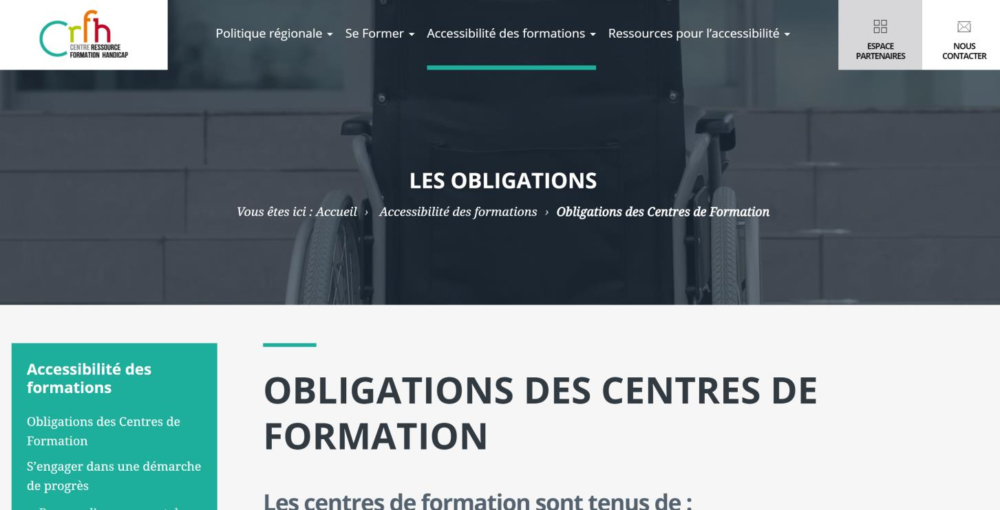 Crfh
CENTRE RESSOURCE
FORMATION HANDICAP
Politique régionale
Se Former
Accessibilité des formations
Ressources pour l'accessibilité
ESPACE
PARTENAIRES
NOUS
CONTACTER
LES OBLIGATIONS
Vous êtes ici : Accueil › Accessibilité des formations › Obligations des Centres de Formation
Accessibilité des
formations
Obligations des Centres de
Formation
S’engager dans une démarche
de progrès
OBLIGATIONS DES CENTRES DE
FORMATION
Les centres de formation sont tenus de :